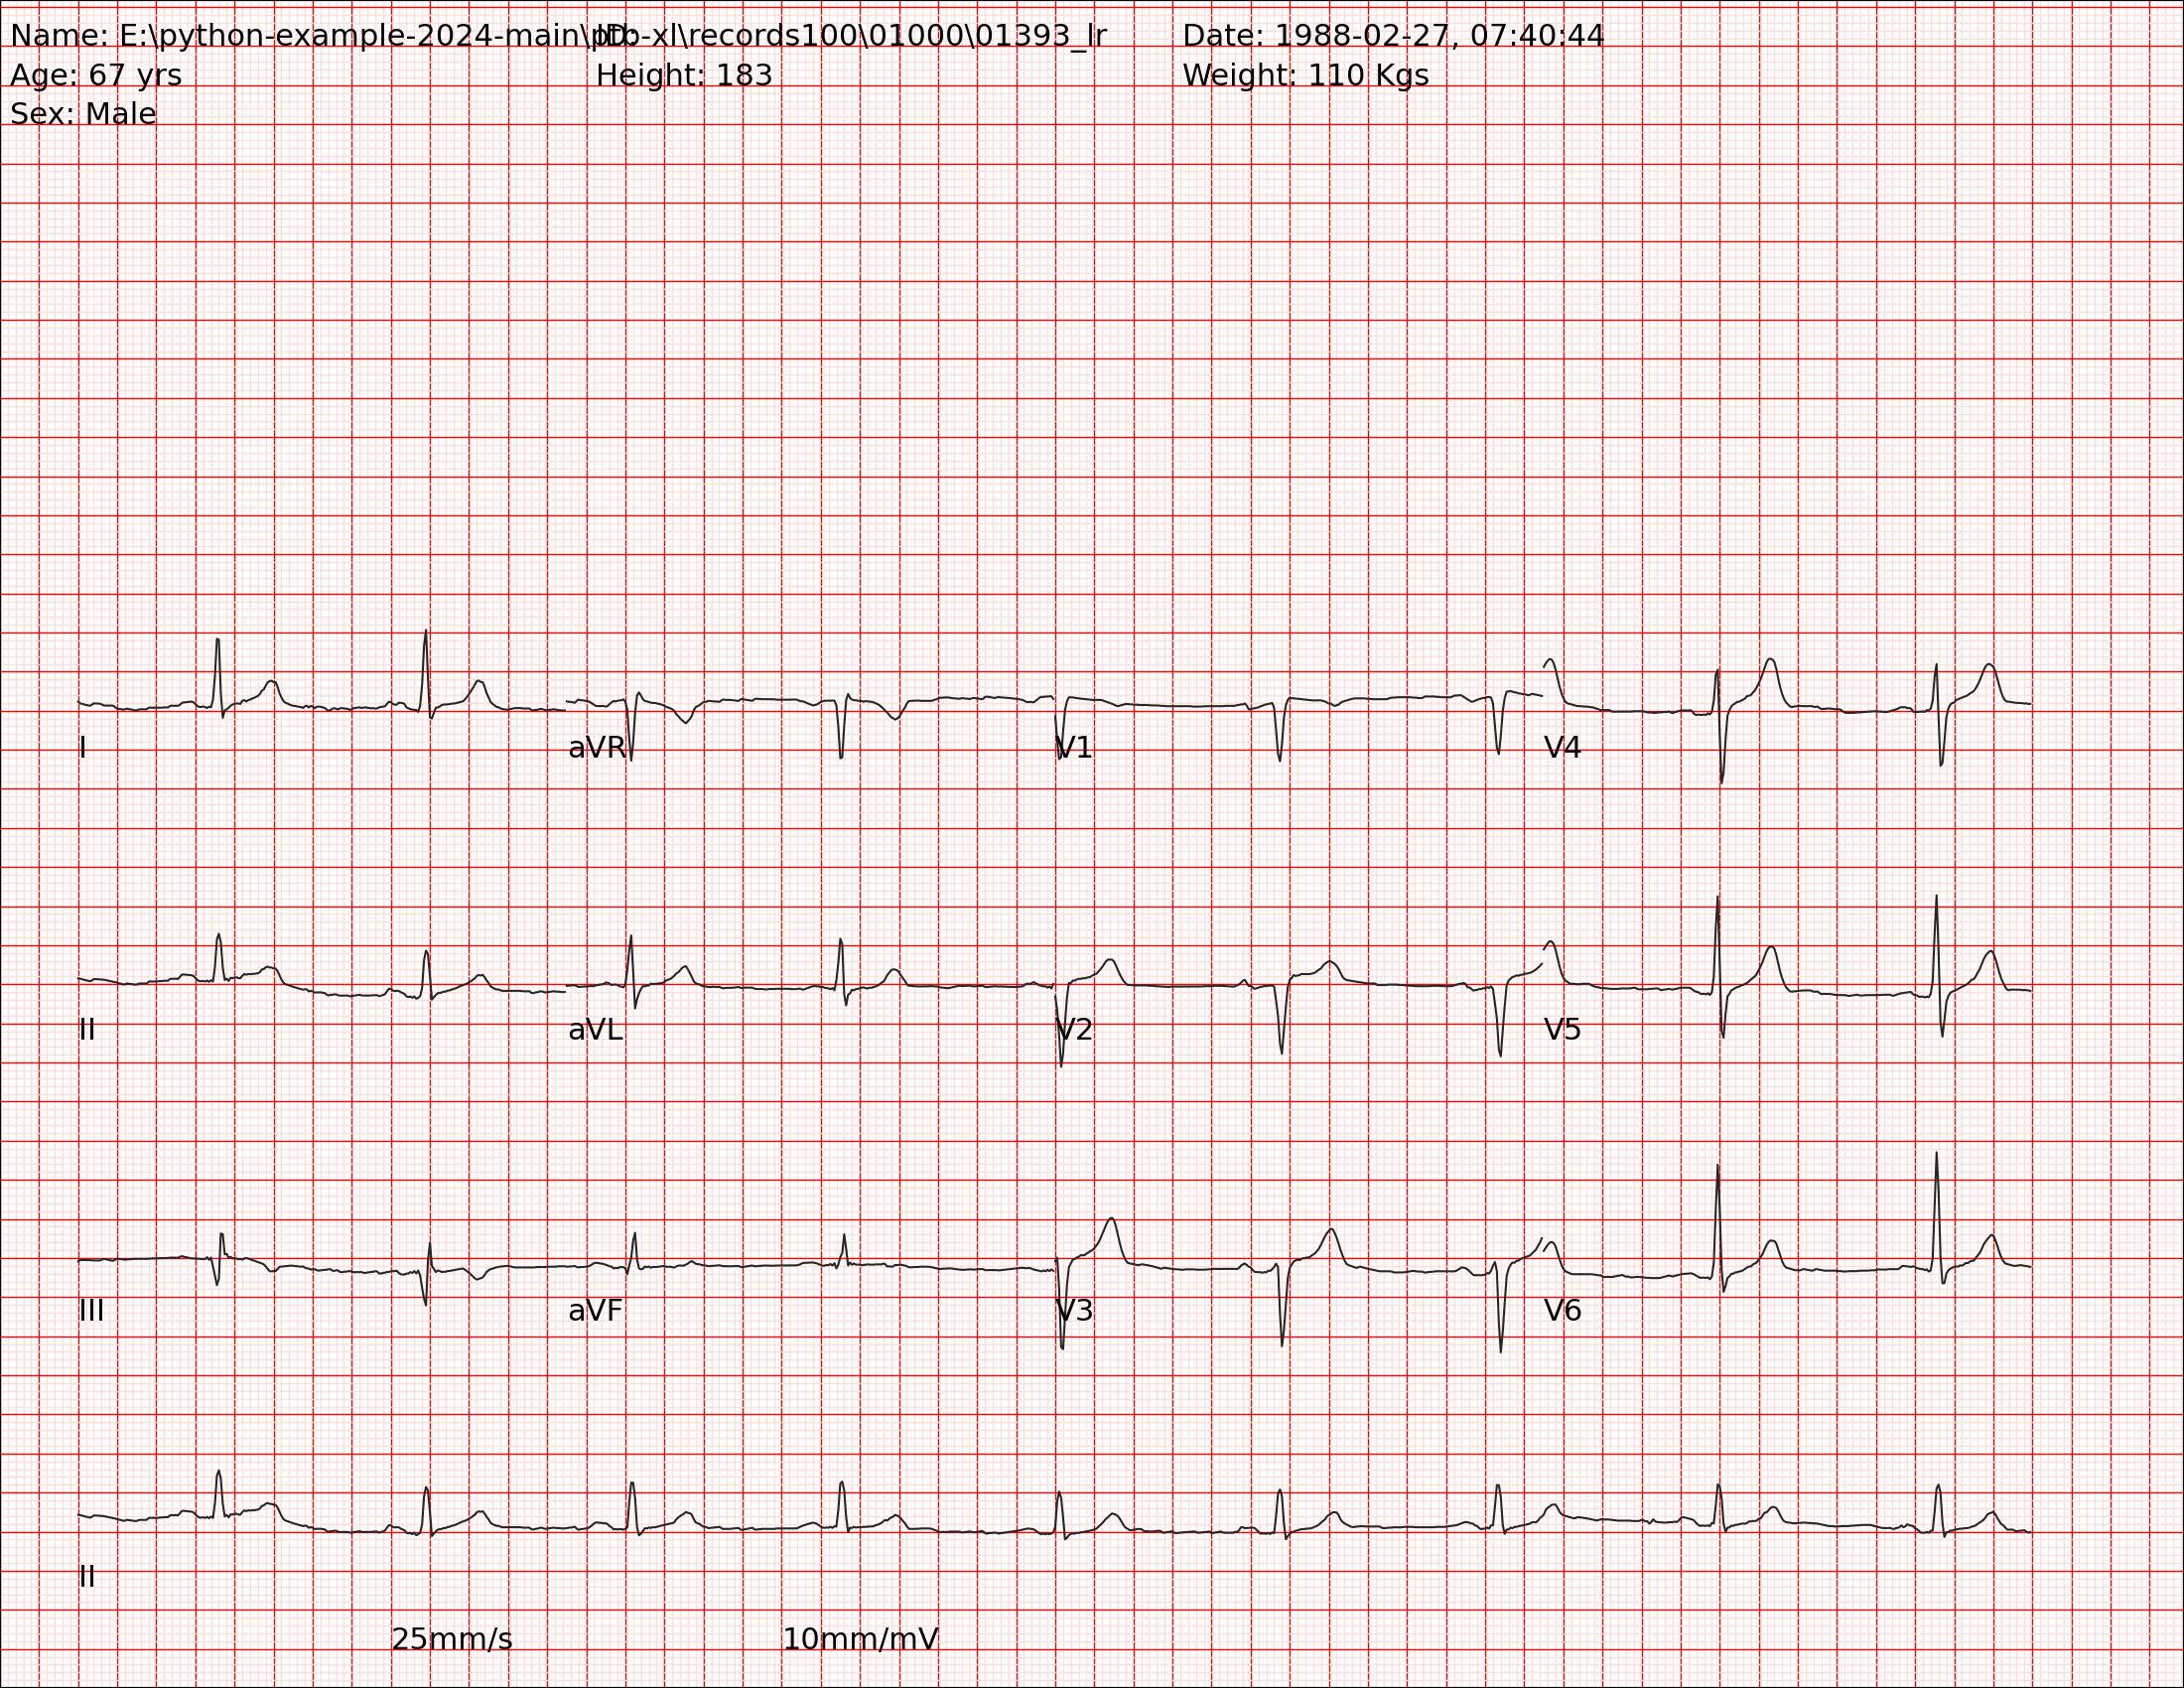 Name: E:\python-example-2024-main\ptb-xl\records100\01000\01393_lr ID: Date: 1988-02-27, 07:40:44
Age: 67 yrs Height: 183 Weight: 110 Kgs
Sex: Male
I aVR V1 V4
II aVL V2 V5
III aVF V3 V6
II
25mm/s 10mm/mV